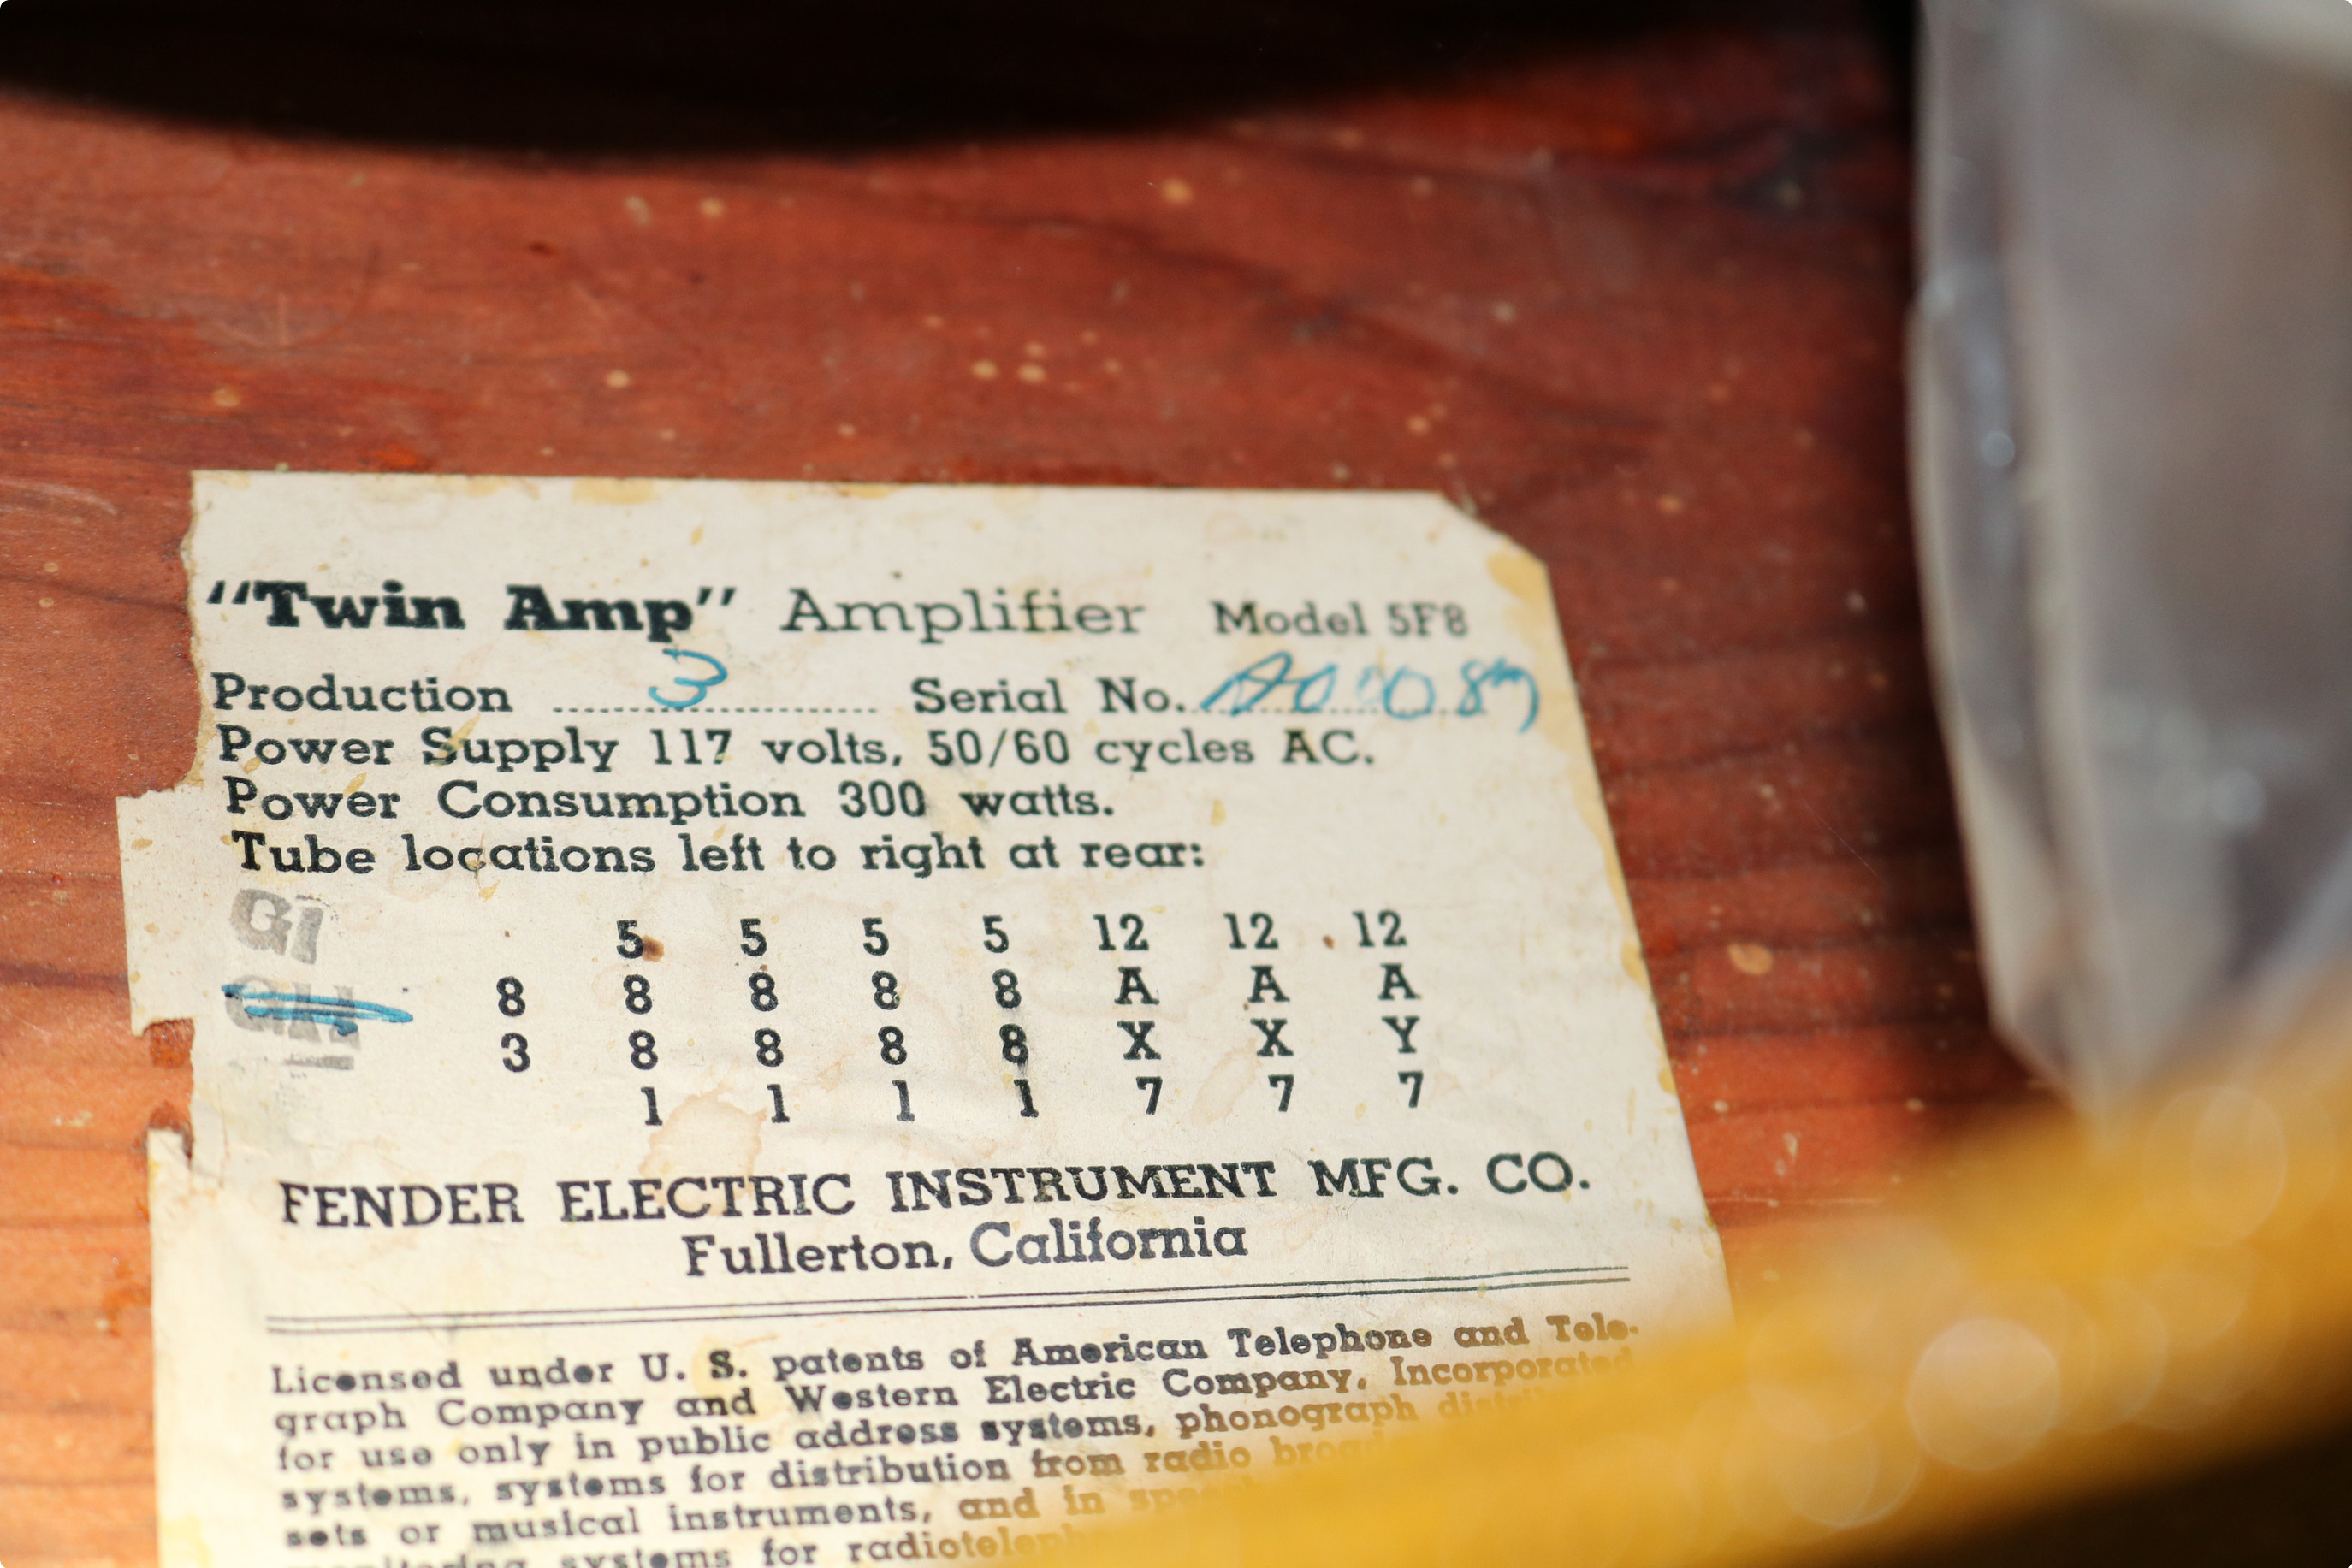 "Twin Amp" Amplifier Model 5F8
Production 3 Serial No. A00089
Power Supply 117 volts, 50/60 cycles AC.
Power Consumption 300 watts.
Tube locations left to right at rear:
GI
5 5 5 5 12 12 12
GH
8 8 8 8 8 A A A
3 8 8 8 8 X X Y
1 1 1 1 7 7 7
FENDER ELECTRIC INSTRUMENT MFG. CO.
Fullerton, California
Licensed under U. S. patents of American Telephone and Tele-
graph Company and Western Electric Company, Incorporated
for use only in public address systems, phonograph
systems, systems for distribution from radio
sets or musical instruments, and in
systems for